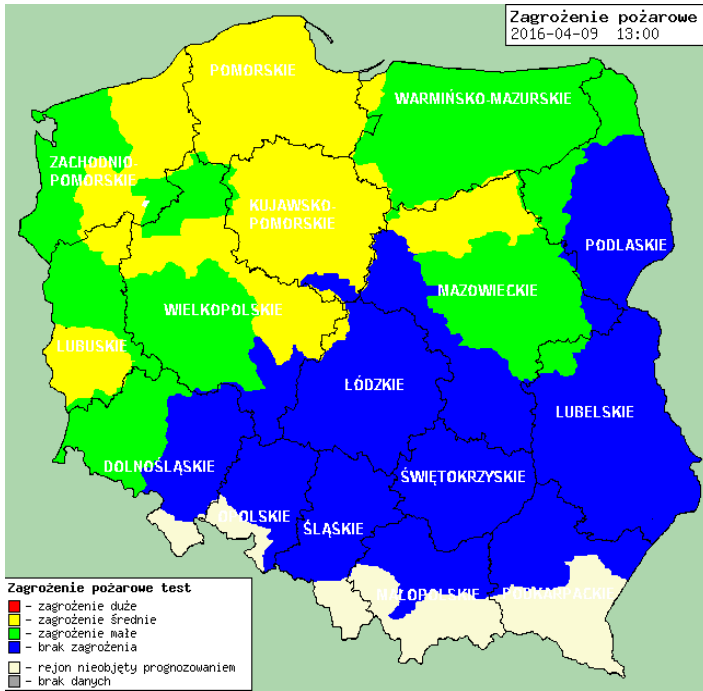 Zagrożenie pożarowe
2016-04-09 13:00
POMORSKIE
WARMIŃSKO-MAZURSKIE
ZACHODNIO-
POMORSKIE
KUJAWSKO-
POMORSKIE
PODLASKIE
MAZOWIECKIE
WIELKOPOLSKIE
LUBUSKIE
ŁÓDZKIE
LUBELSKIE
DOLNOŚLĄSKIE
ŚWIĘTOKRZYSKIE
OPOLSKIE
ŚLĄSKIE
MAŁOPOLSKIE
PODKARPACKIE
Zagrożenie pożarowe test
– zagrożenie duże
– zagrożenie średnie
– zagrożenie małe
– brak zagrożenia
– rejon nieobjęty prognozowaniem
– brak danych